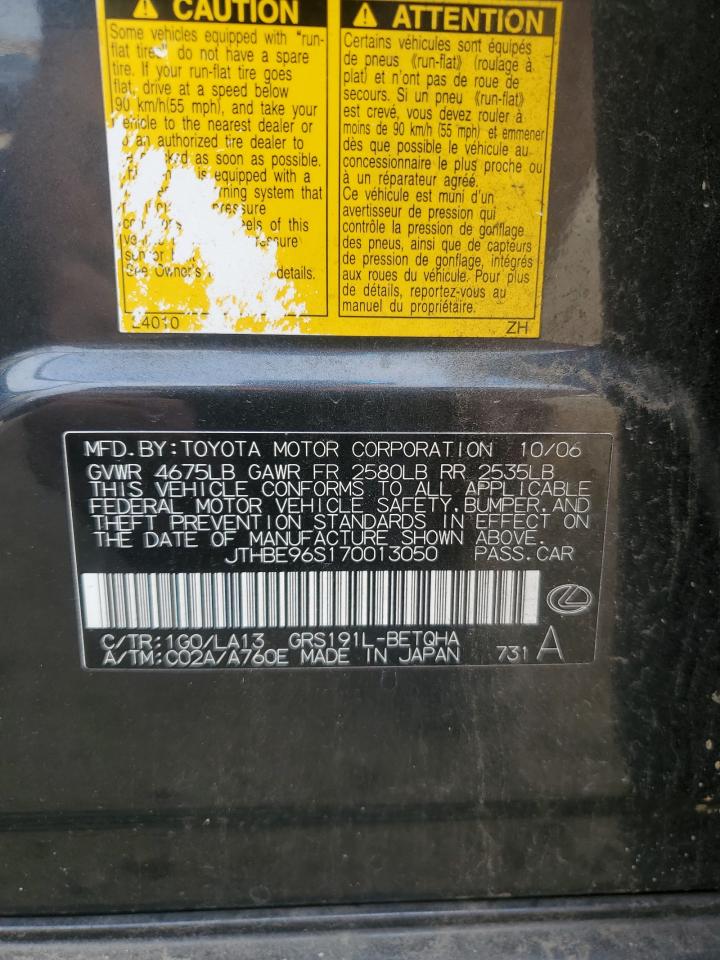 ⚠ CAUTION
Some vehicles equipped with "run-
flat tires" do not have a spare
tire. If your run-flat tire goes
flat, drive at a speed below
90 km/h(55 mph), and take your
vehicle to the nearest dealer or
an authorized tire dealer to
as soon as possible.
is equipped with a
system that
pressure
of this
See Owner's details.
24010
⚠ ATTENTION
Certains véhicules sont équipés
de pneus 《run-flat》 (roulage à
plat) et n'ont pas de roue de
secours. Si un pneu 《run-flat》
est crevé, vous devez rouler à
moins de 90 km/h (55 mph) et emmener
dès que possible le véhicule au
concessionnaire le plus proche ou
à un réparateur agréé.
Ce véhicule est muni d'un
avertisseur de pression qui
contrôle la pression de gonflage
des pneus, ainsi que de capteurs
de pression de gonflage, intégrés
aux roues du véhicule. Pour plus
de détails, reportez-vous au
manuel du propriétaire.
ZH
MFD.BY:TOYOTA MOTOR CORPORATION 10/06
GVWR 4675LB GAWR FR 2580LB RR 2535LB
THIS VEHICLE CONFORMS TO ALL APPLICABLE
FEDERAL MOTOR VEHICLE SAFETY,BUMPER,AND
THEFT PREVENTION STANDARDS IN EFFECT ON
THE DATE OF MANUFACTURE SHOWN ABOVE.
JTHBE96S170013050 PASS.CAR
C/TR:1G0/LA13 GRS191L-BETQHA
A/TM:C02A/A760E MADE IN JAPAN 731 A